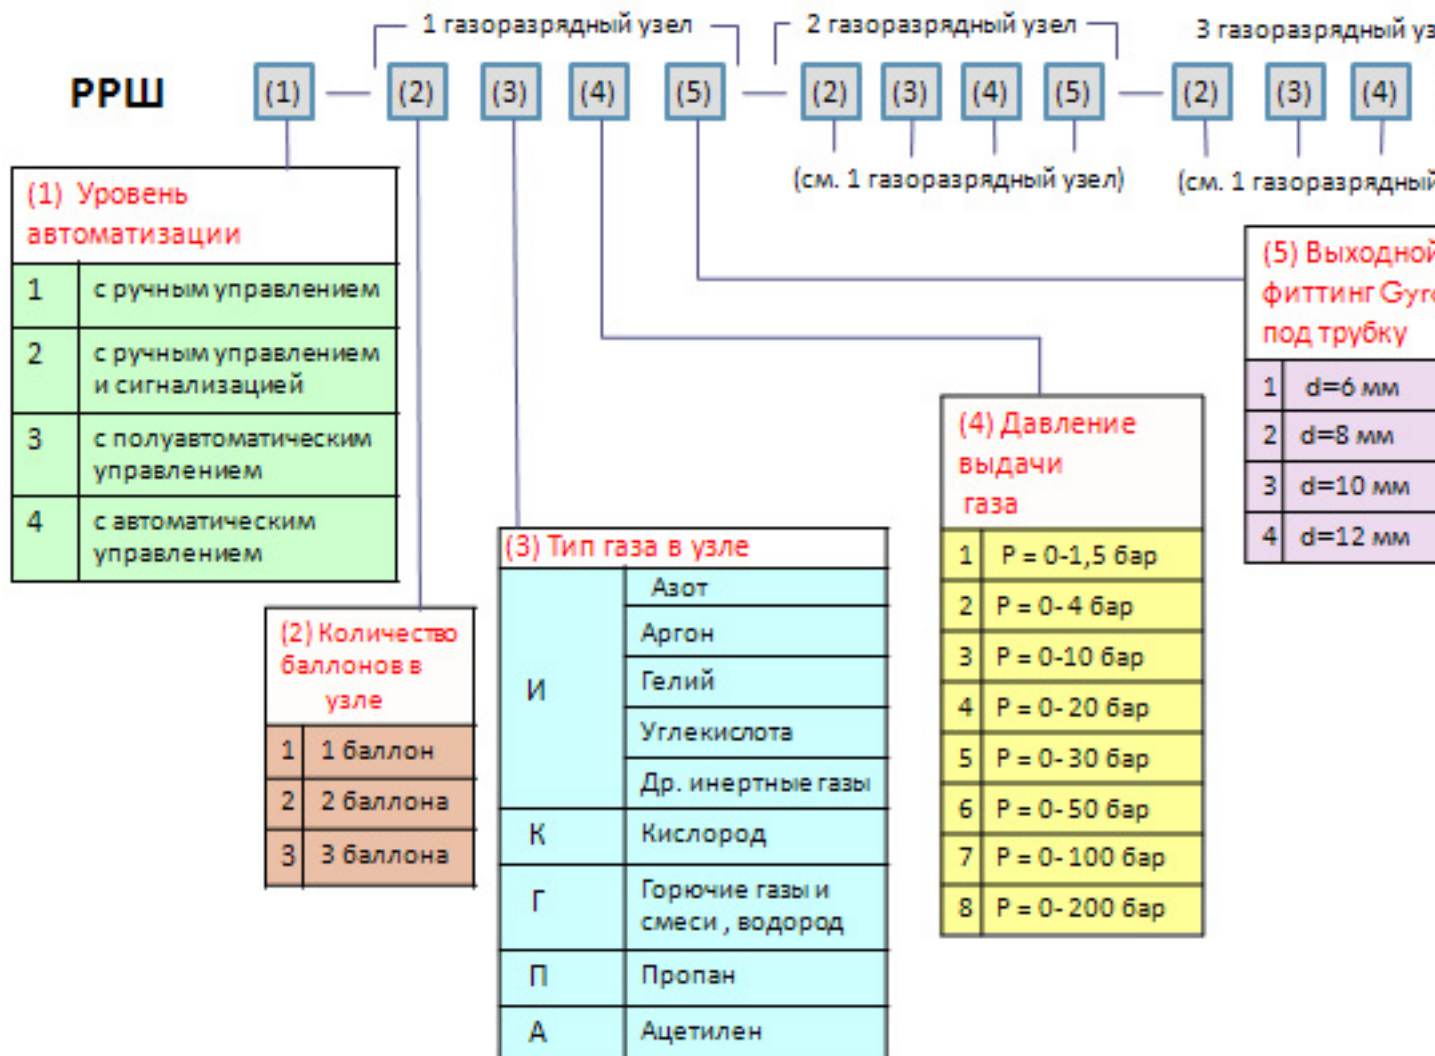 1 газоразрядный узел
2 газоразрядный узел
3 газоразрядный
РРШ (1) (2) (3) (4) (5) (2) (3) (4) (5) (2) (3) (4)
(см. 1 газоразрядный узел)
(см. 1 газоразрядный
(1) Уровень
автоматизации
1 с ручным управлением
2 с ручным управлением
и сигнализацией
3 с полуавтоматическим
управлением
4 с автоматическим
управлением
(2) Количество
баллонов в
узле
1 1 баллон
2 2 баллона
3 3 баллона
(3) Тип газа в узле
И
Азот
Аргон
Гелий
Углекислота
Др. инертные газы
К Кислород
Г Горючие газы и
смеси , водород
П Пропан
А Ацетилен
(4) Давление
выдачи
газа
1 P = 0-1,5 бар
2 P = 0- 4 бар
3 P = 0-10 бар
4 P = 0- 20 бар
5 P = 0- 30 бар
6 P = 0- 50 бар
7 P = 0- 100 бар
8 P = 0- 200 бар
(5) Выходной
фиттинг
под трубку
1 d=6 мм
2 d=8 мм
3 d=10 мм
4 d=12 мм